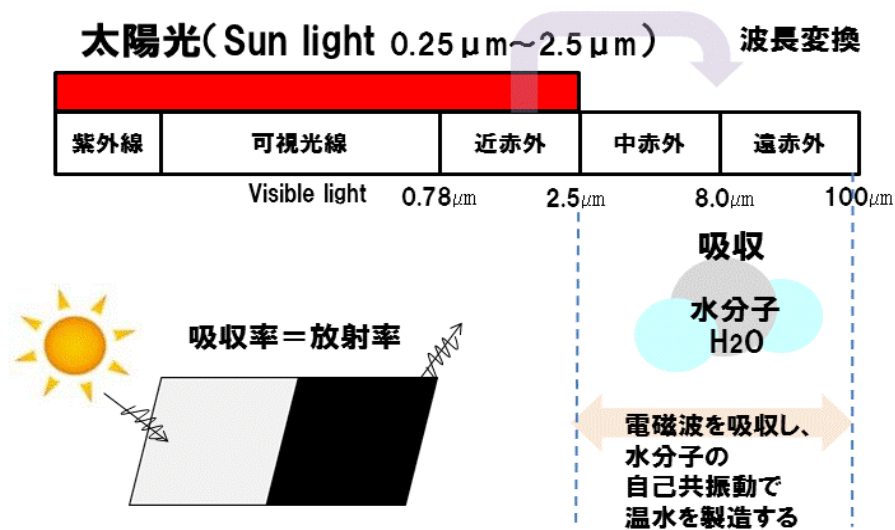 太陽光(Sun light 0.25μm~2.5μm)
波長変換
紫外線 可視光線 近赤外 中赤外 遠赤外
Visible light 0.78μm 2.5μm 8.0μm 100μm
吸収
水分子
H2O
吸収率=放射率
電磁波を吸収し、
水分子の
自己共振動で
温水を製造する